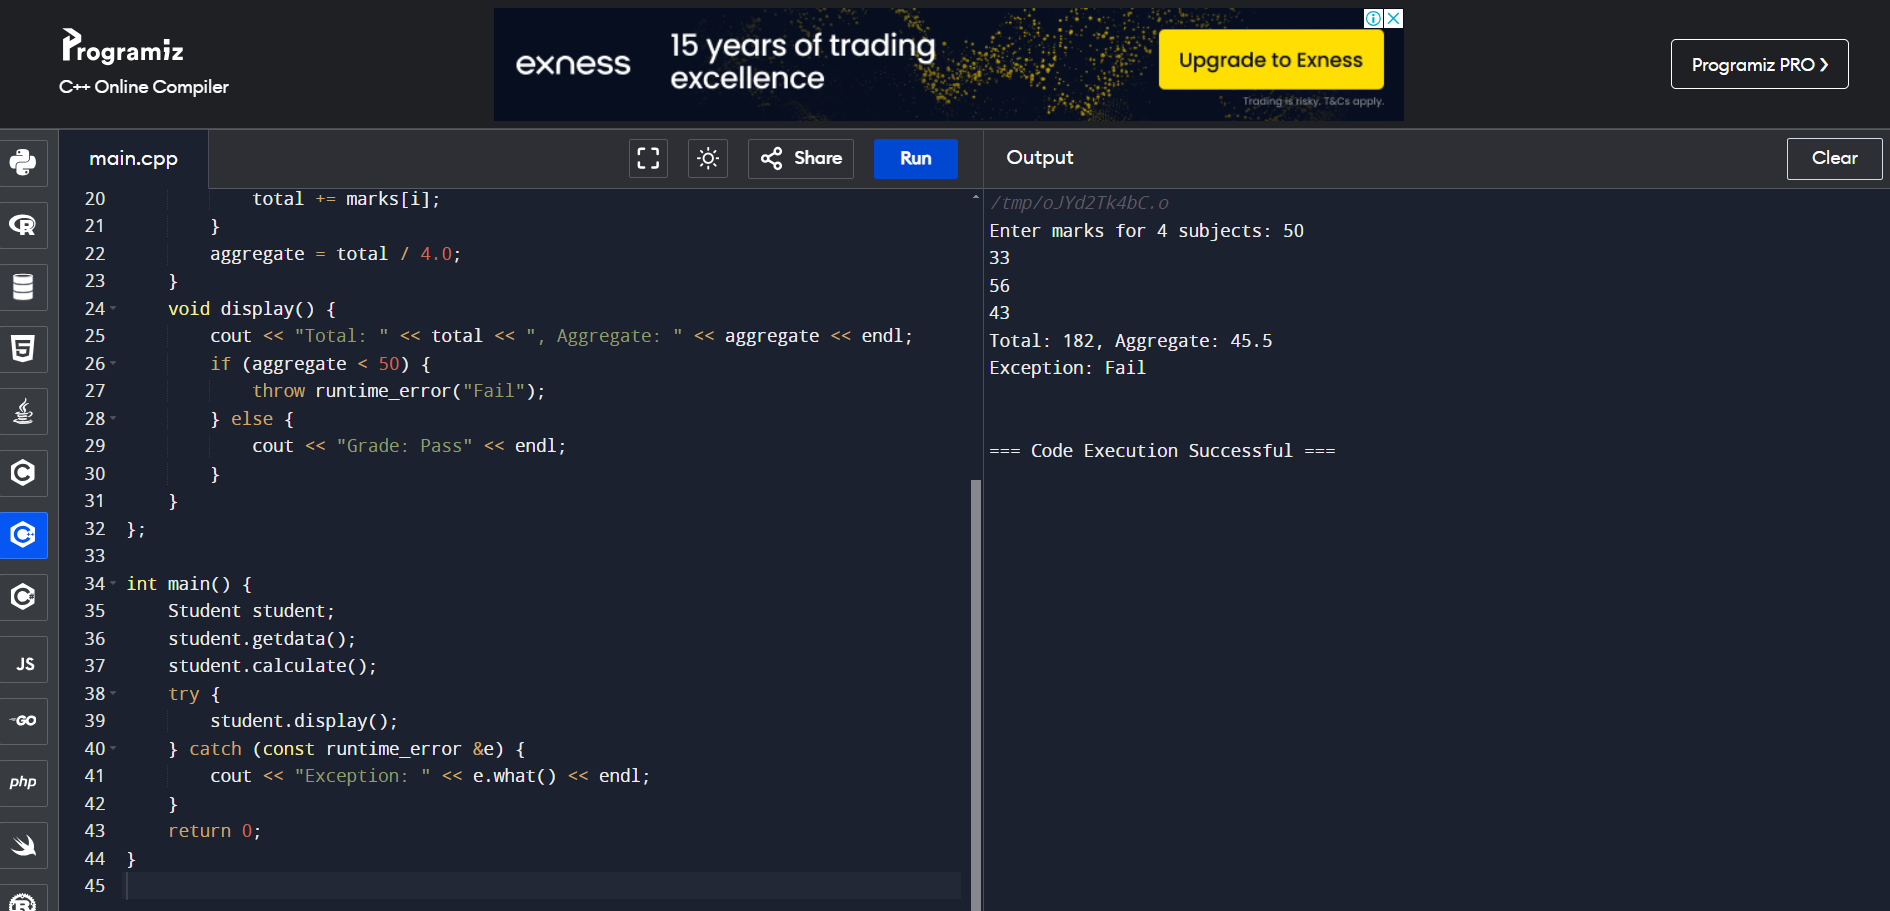 Programiz
C++ Online Compiler
exness
15 years of trading
excellence
Upgrade to Exness
Trading is risky. T&Cs apply.
Programiz PRO ❯
main.cpp
Share
Run
Output
Clear
20 total += marks[i];
21 }
22 aggregate = total / 4.0;
23 }
24 void display() {
25 cout << "Total: " << total << ", Aggregate: " << aggregate << endl;
26 if (aggregate < 50) {
27 throw runtime_error("Fail");
28 } else {
29 cout << "Grade: Pass" << endl;
30 }
31 }
32 };
33
34 int main() {
35 Student student;
36 student.getdata();
37 student.calculate();
38 try {
39 student.display();
40 } catch (const runtime_error &e) {
41 cout << "Exception: " << e.what() << endl;
42 }
43 return 0;
44 }
45
/tmp/oJYd2Tk4bC.o
Enter marks for 4 subjects: 50
33
56
43
Total: 182, Aggregate: 45.5
Exception: Fail
=== Code Execution Successful ===
R
5
C
C++
C#
JS
GO
php
R